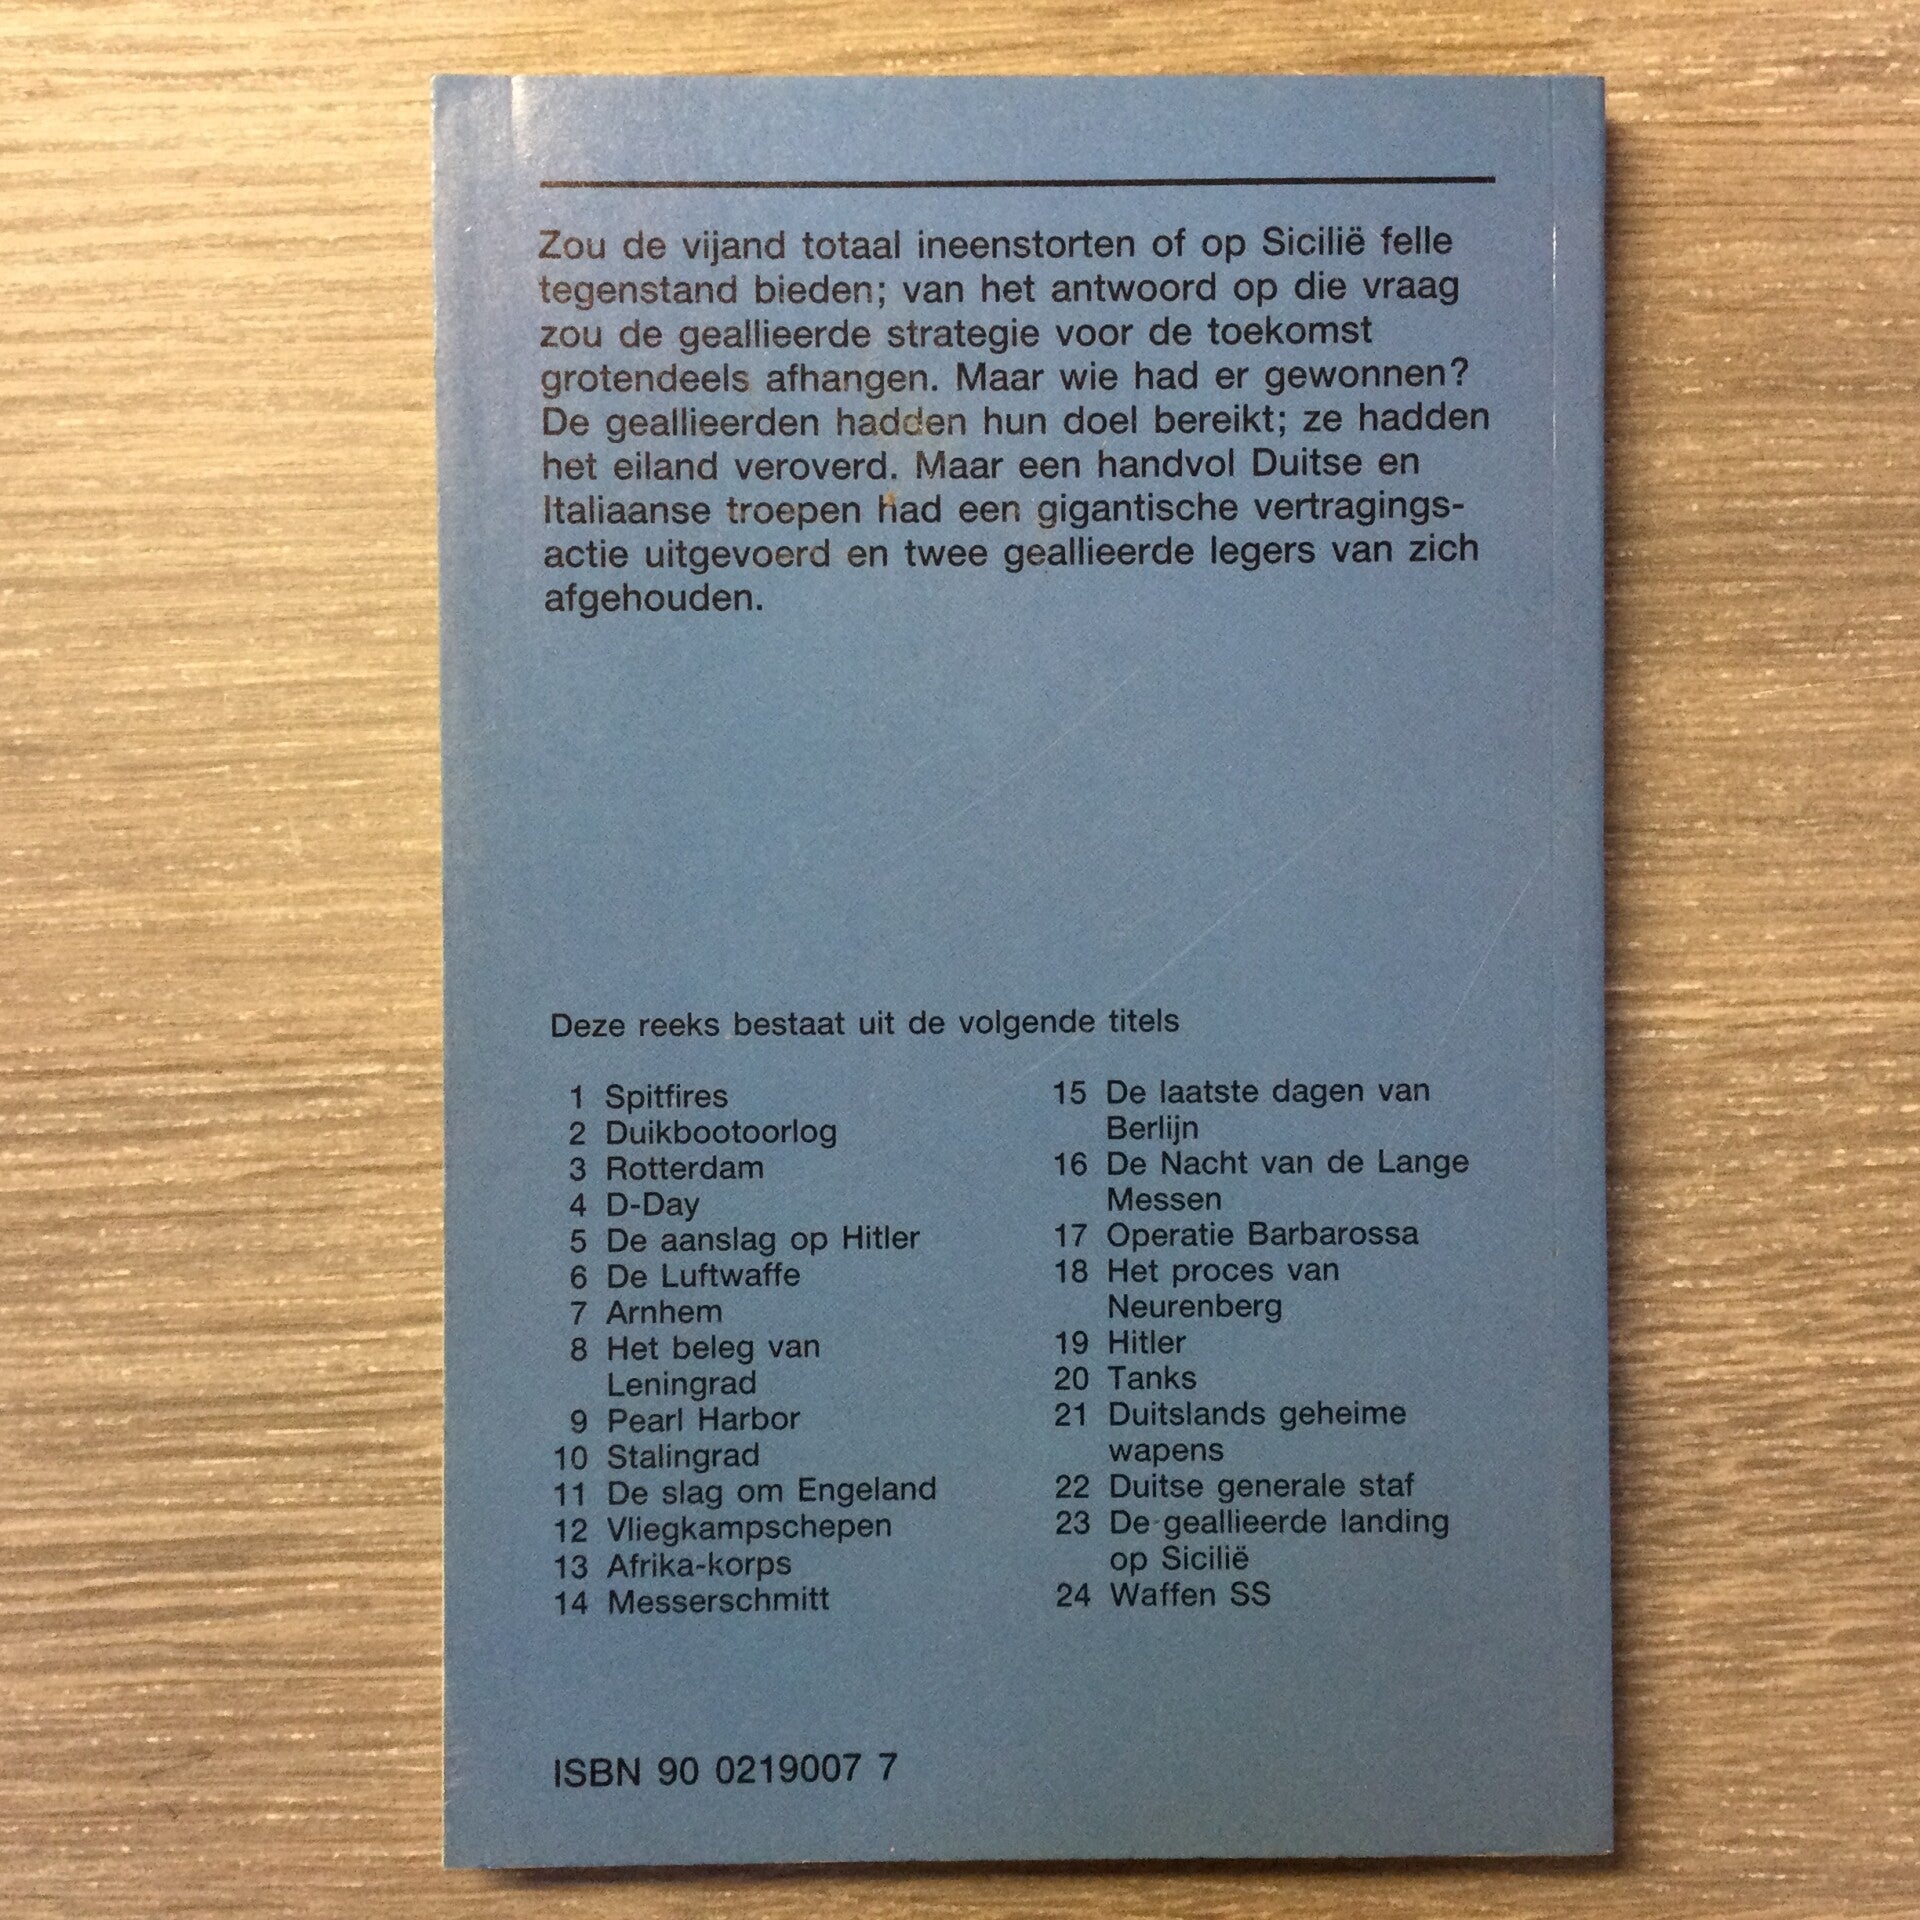 Zou de vijand totaal ineenstorten of op Sicilië felle
tegenstand bieden; van het antwoord op die vraag
zou de geallieerde strategie voor de toekomst
grotendeels afhangen. Maar wie had er gewonnen?
De geallieerden hadden hun doel bereikt; ze hadden
het eiland veroverd. Maar een handvol Duitse en
Italiaanse troepen had een gigantische vertragings-
actie uitgevoerd en twee geallieerde legers van zich
afgehouden.
Deze reeks bestaat uit de volgende titels
1 Spitfires
2 Duikbootoorlog
3 Rotterdam
4 D-Day
5 De aanslag op Hitler
6 De Luftwaffe
7 Arnhem
8 Het beleg van
Leningrad
9 Pearl Harbor
10 Stalingrad
11 De slag om Engeland
12 Vliegkampschepen
13 Afrika-korps
14 Messerschmitt
15 De laatste dagen van
Berlijn
16 De Nacht van de Lange
Messen
17 Operatie Barbarossa
18 Het proces van
Neurenberg
19 Hitler
20 Tanks
21 Duitslands geheime
wapens
22 Duitse generale staf
23 De geallieerde landing
op Sicilië
24 Waffen SS
ISBN 90 0219007 7